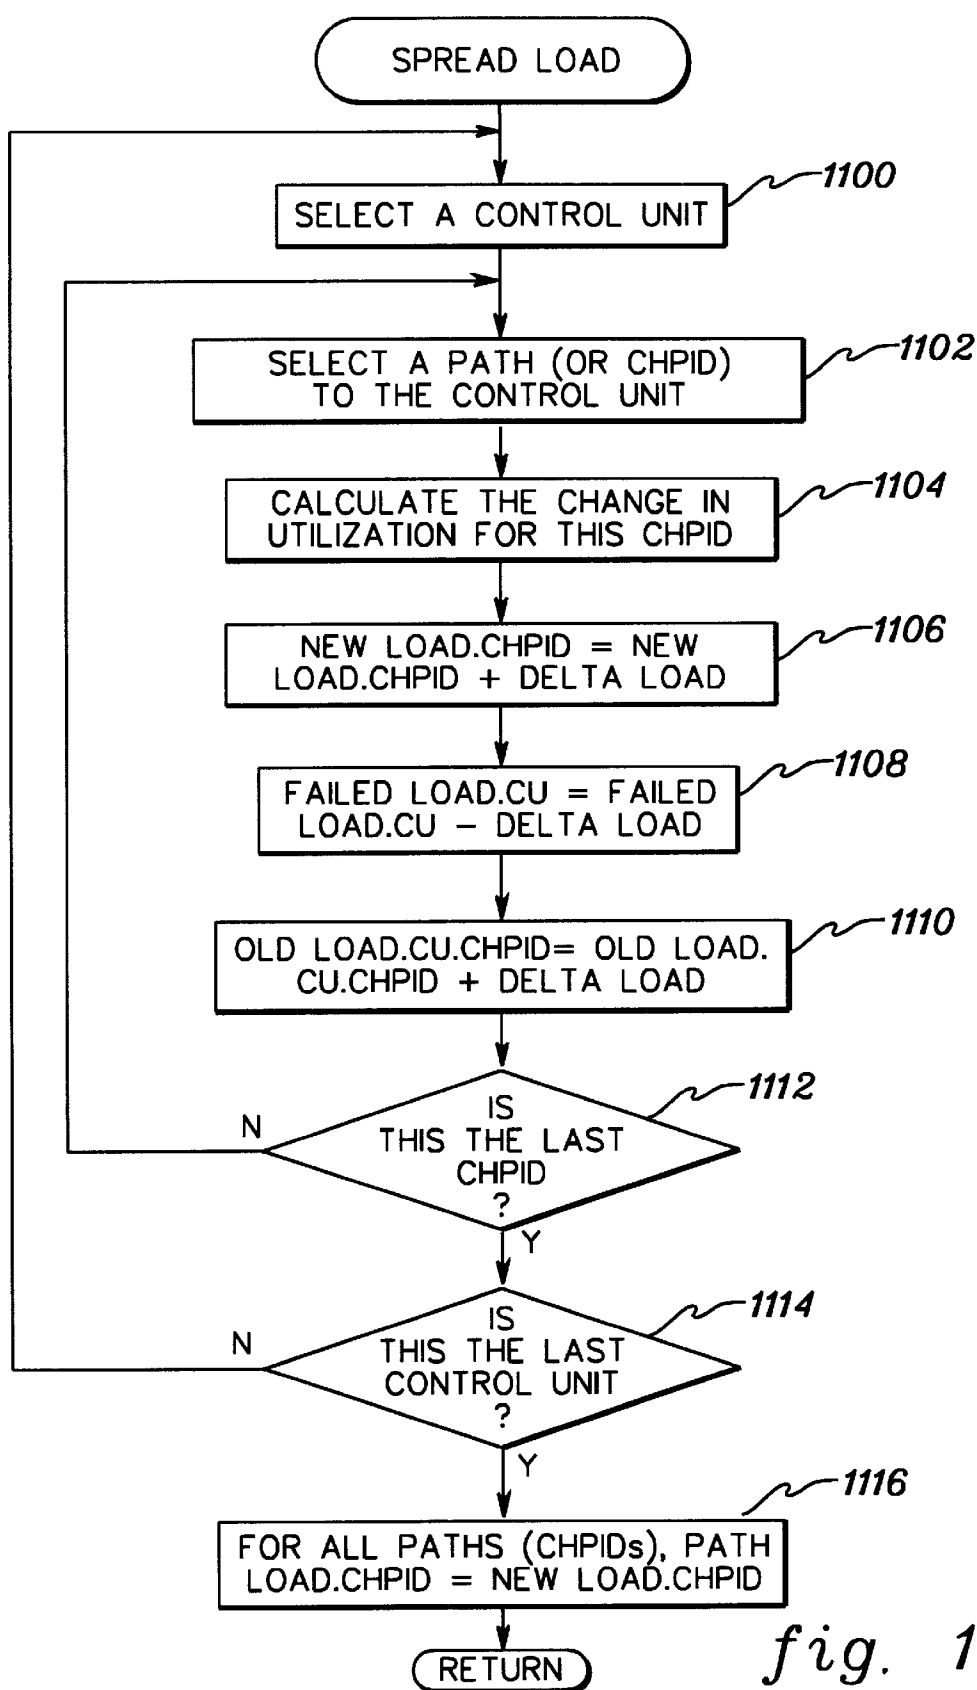 SPREAD LOAD
1100
SELECT A CONTROL UNIT
1102
SELECT A PATH (OR CHPID)
TO THE CONTROL UNIT
1104
CALCULATE THE CHANGE IN
UTILIZATION FOR THIS CHPID
1106
NEW LOAD.CHPID = NEW
LOAD.CHPID + DELTA LOAD
1108
FAILED LOAD.CU = FAILED
LOAD.CU - DELTA LOAD
1110
OLD LOAD.CU.CHPID= OLD LOAD.
CU.CHPID + DELTA LOAD
1112
IS
THIS THE LAST
CHPID
?
N
Y
1114
IS
THIS THE LAST
CONTROL UNIT
?
N
Y
1116
FOR ALL PATHS (CHPIDs), PATH
LOAD.CHPID = NEW LOAD.CHPID
RETURN
fig. 1